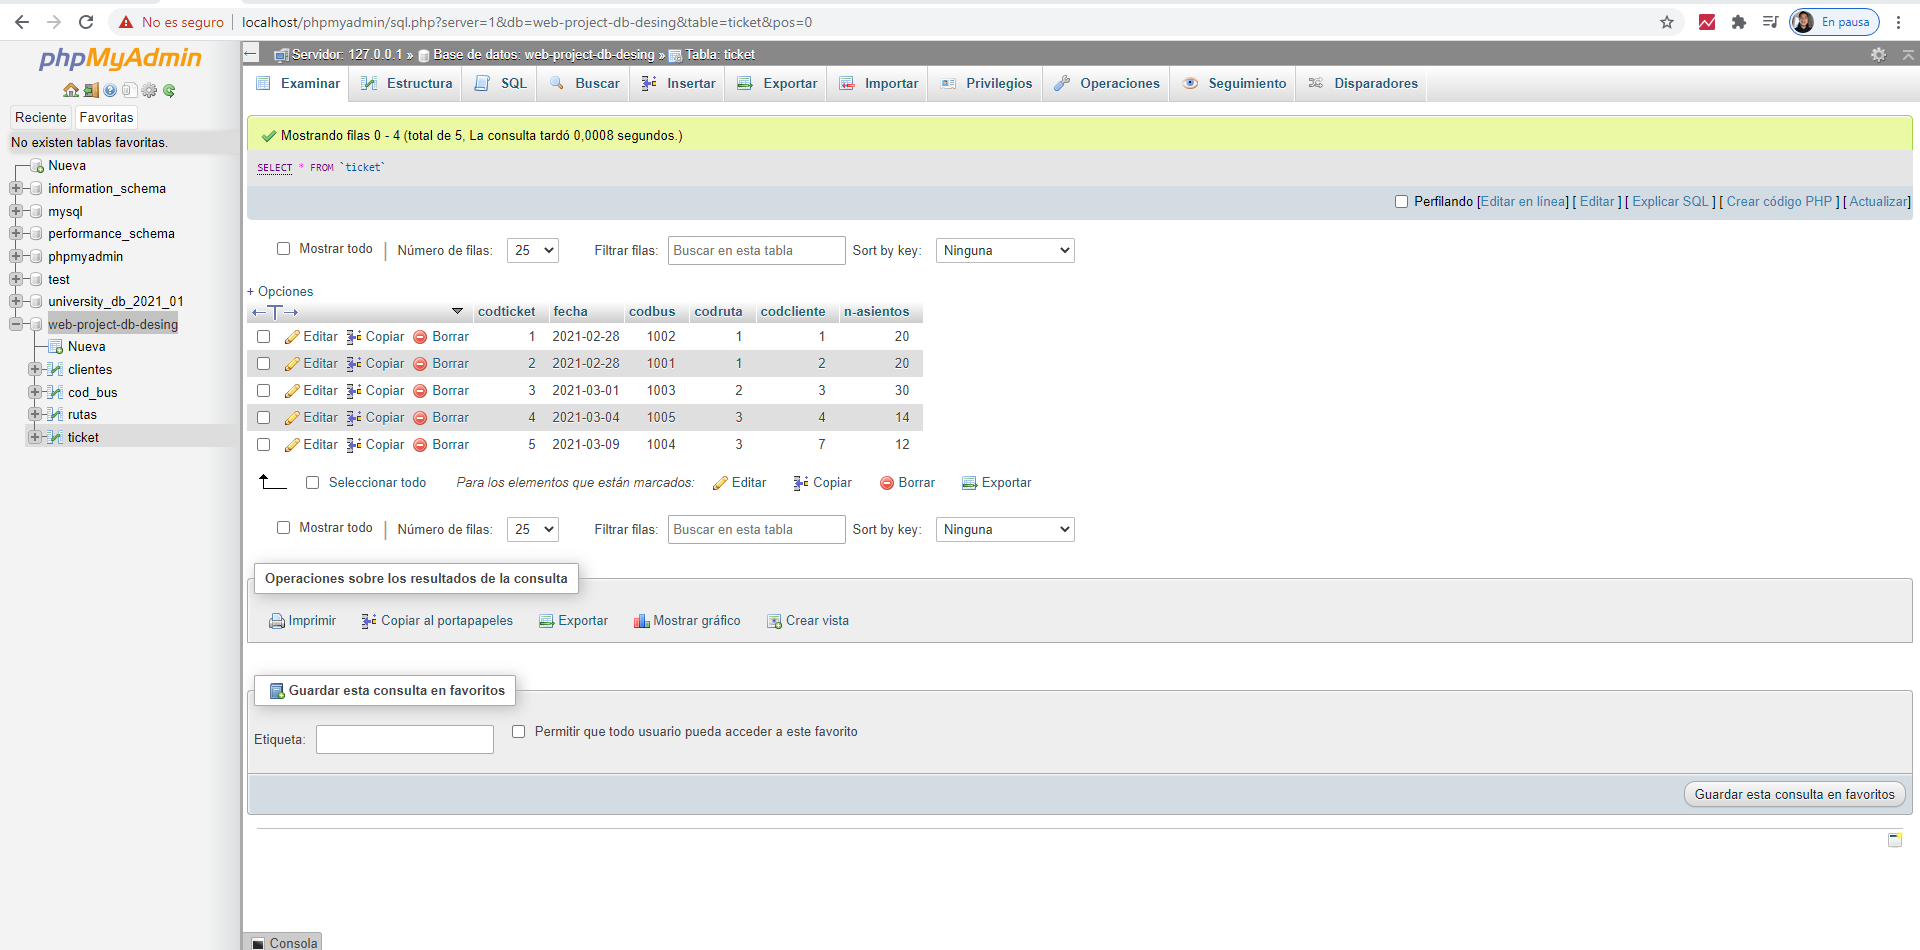 No es seguro localhost/phpmyadmin/sql.php?server=1&db=web-project-db-desing&table=ticket&pos=0 En pausa
phpMyAdmin
Reciente Favoritas
No existen tablas favoritas.
Nueva
information_schema
mysql
performance_schema
phpmyadmin
test
university_db_2021_01
web-project-db-desing
Nueva
clientes
cod_bus
rutas
ticket
Servidor: 127.0.0.1 » Base de datos: web-project-db-desing » Tabla: ticket
Examinar Estructura SQL Buscar Insertar Exportar Importar Privilegios Operaciones Seguimiento Disparadores
Mostrando filas 0 - 4 (total de 5, La consulta tardó 0,0008 segundos.)
SELECT * FROM `ticket`
Perfilando [Editar en línea] [ Editar ] [ Explicar SQL ] [ Crear código PHP ] [ Actualizar]
Mostrar todo | Número de filas: 25 Filtrar filas: Buscar en esta tabla Sort by key: Ninguna
+ Opciones
←T→ codticket fecha codbus codruta codcliente n-asientos
Editar Copiar Borrar 1 2021-02-28 1002 1 1 20
Editar Copiar Borrar 2 2021-02-28 1001 1 2 20
Editar Copiar Borrar 3 2021-03-01 1003 2 3 30
Editar Copiar Borrar 4 2021-03-04 1005 3 4 14
Editar Copiar Borrar 5 2021-03-09 1004 3 7 12
Seleccionar todo Para los elementos que están marcados: Editar Copiar Borrar Exportar
Mostrar todo | Número de filas: 25 Filtrar filas: Buscar en esta tabla Sort by key: Ninguna
Operaciones sobre los resultados de la consulta
Imprimir Copiar al portapapeles Exportar Mostrar gráfico Crear vista
Guardar esta consulta en favoritos
Etiqueta: Permitir que todo usuario pueda acceder a este favorito
Guardar esta consulta en favoritos
Consola